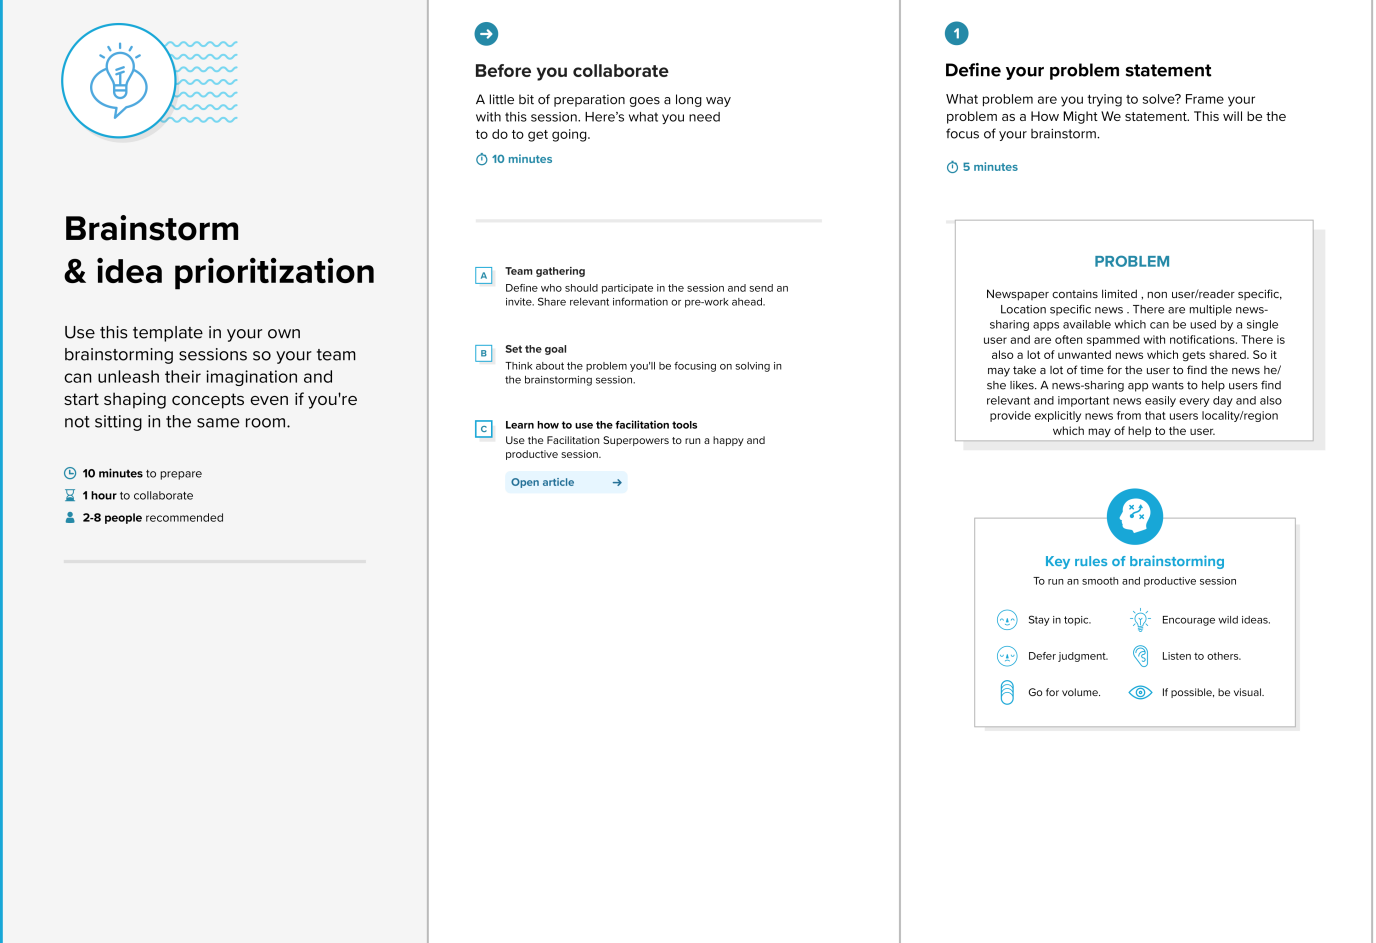 Brainstorm
& idea prioritization
Use this template in your own
brainstorming sessions so your team
can unleash their imagination and
start shaping concepts even if you're
not sitting in the same room.
10 minutes to prepare
1 hour to collaborate
2-8 people recommended
Before you collaborate
A little bit of preparation goes a long way
with this session. Here's what you need
to do to get going.
10 minutes
A
Team gathering
Define who should participate in the session and send an
invite. Share relevant information or pre-work ahead.
B
Set the goal
Think about the problem you'll be focusing on solving in
the brainstorming session.
C
Learn how to use the facilitation tools
Use the Facilitation Superpowers to run a happy and
productive session.
Open article
1
Define your problem statement
What problem are you trying to solve? Frame your
problem as a How Might We statement. This will be the
focus of your brainstorm.
5 minutes
PROBLEM
Newspaper contains limited , non user/reader specific,
Location specific news . There are multiple news-
sharing apps available which can be used by a single
user and are often spammed with notifications. There is
also a lot of unwanted news which gets shared. So it
may take a lot of time for the user to find the news he/
she likes. A news-sharing app wants to help users find
relevant and important news easily every day and also
provide explicitly news from that users locality/region
which may of help to the user.
Key rules of brainstorming
To run an smooth and productive session
Stay in topic.
Encourage wild ideas.
Defer judgment.
Listen to others.
Go for volume.
If possible, be visual.